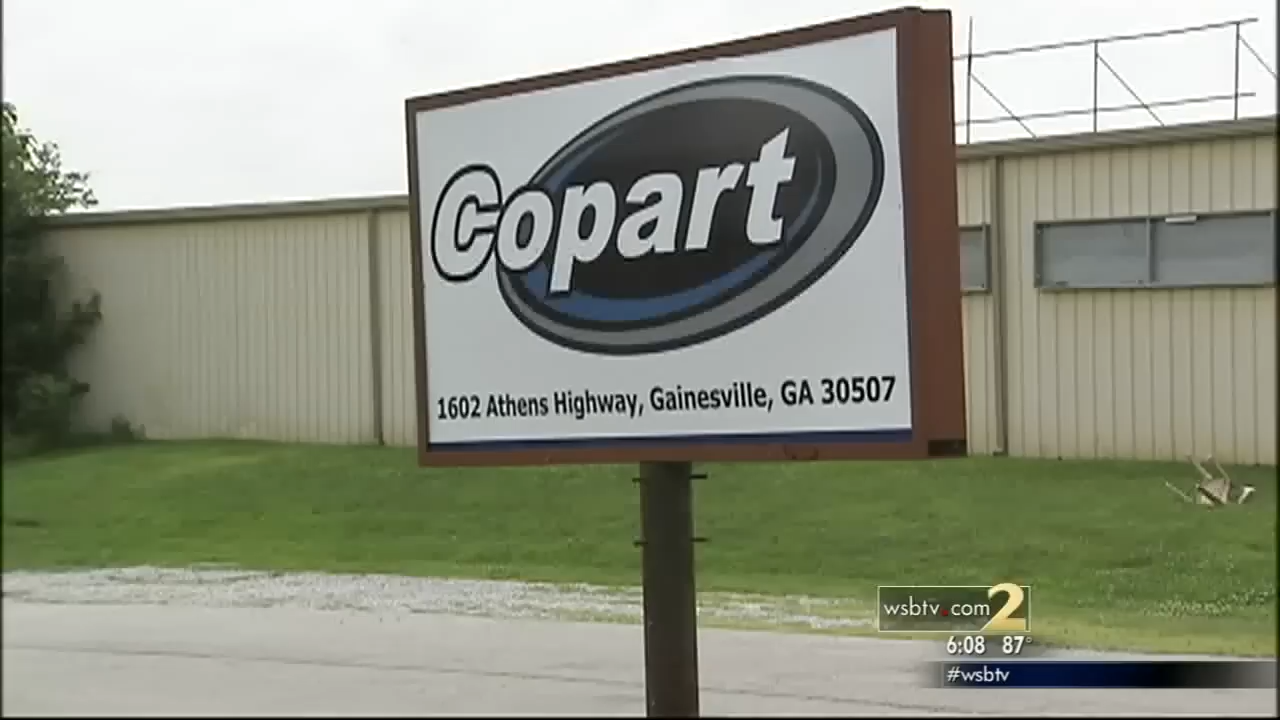 Copart
1602 Athens Highway, Gainesville, GA 30507
wsbtv.com 2
6:08 87°
#wsbtv